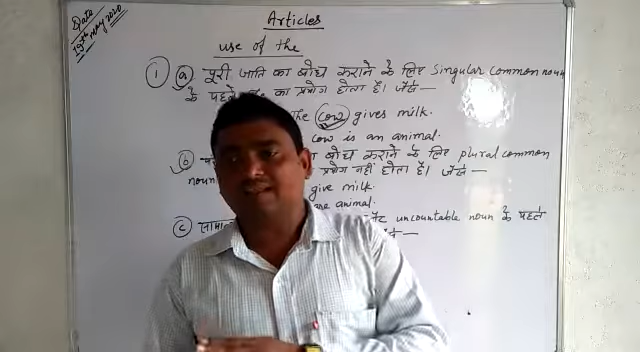 Date
19th May 2020
Articles
use of the
① ⓐ पूरी जाति का बोध कराने के लिए singular common noun
के पहले का प्रयोग होता है। जैसे —
The cow gives milk.
cow is an animal.
ⓑ बोध कराने के लिए plural common
noun प्रयोग नहीं होता है। जैसे —
give milk.
are animal.
ⓒ uncountable noun के पहले